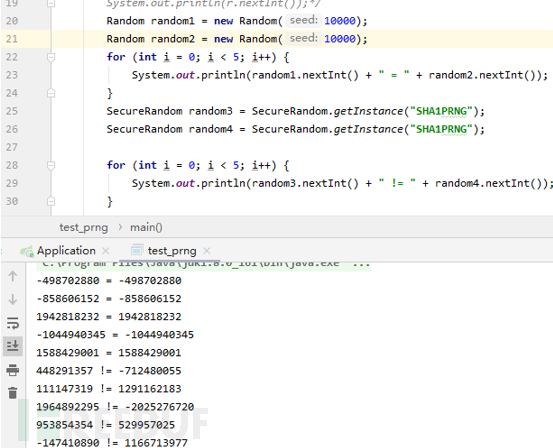 19 System.out.println(r.nextInt());*/
20 Random random1 = new Random( seed: 10000);
21 Random random2 = new Random( seed: 10000);
22 for (int i = 0; i < 5; i++) {
23 System.out.println(random1.nextInt() + " = " + random2.nextInt());
24 }
25 SecureRandom random3 = SecureRandom.getInstance("SHA1PRNG");
26 SecureRandom random4 = SecureRandom.getInstance("SHA1PRNG");
27
28 for (int i = 0; i < 5; i++) {
29 System.out.println(random3.nextInt() + " != " + random4.nextInt());
30 }
test_prng main()
Application test_prng
"C:\Program Files\Java\jdk1.8.0_161\bin\java.exe" ...
-498702880 = -498702880
-858606152 = -858606152
1942818232 = 1942818232
-1044940345 = -1044940345
1588429001 = 1588429001
448291357 != -712480055
111147319 != 1291162183
1964892295 != -2025276720
953854354 != 529957025
-147410890 != 1166713977
REEBUF